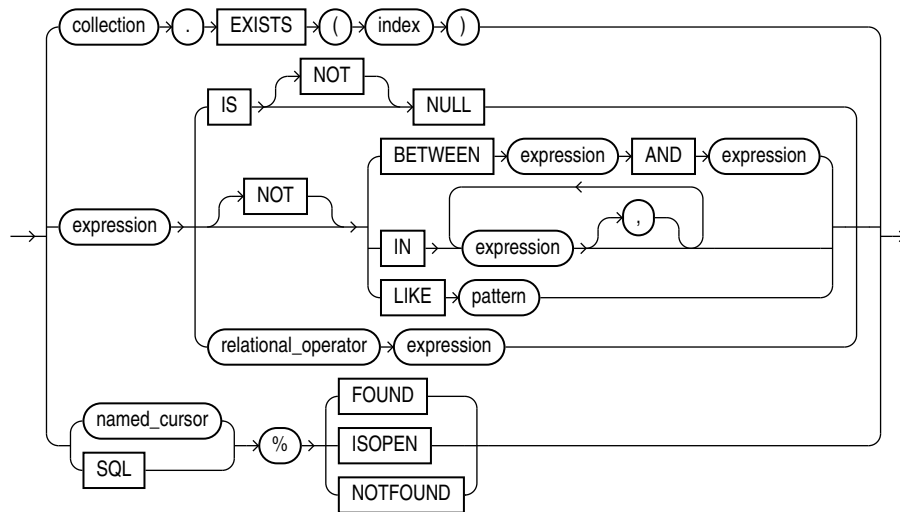 collection . EXISTS ( index )
NOT
IS NULL
BETWEEN expression AND expression
NOT
,
expression
IN expression
LIKE pattern
relational_operator expression
named_cursor
SQL
%
FOUND
ISOPEN
NOTFOUND